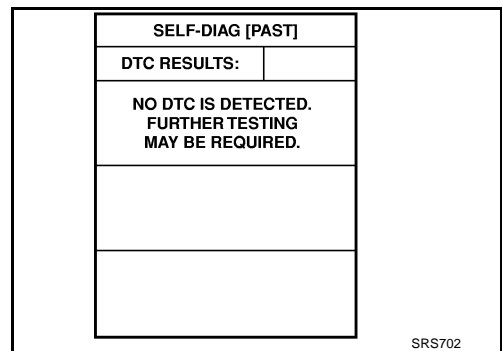 SELF-DIAG [PAST]
DTC RESULTS:
NO DTC IS DETECTED.
FURTHER TESTING
MAY BE REQUIRED.
SRS702